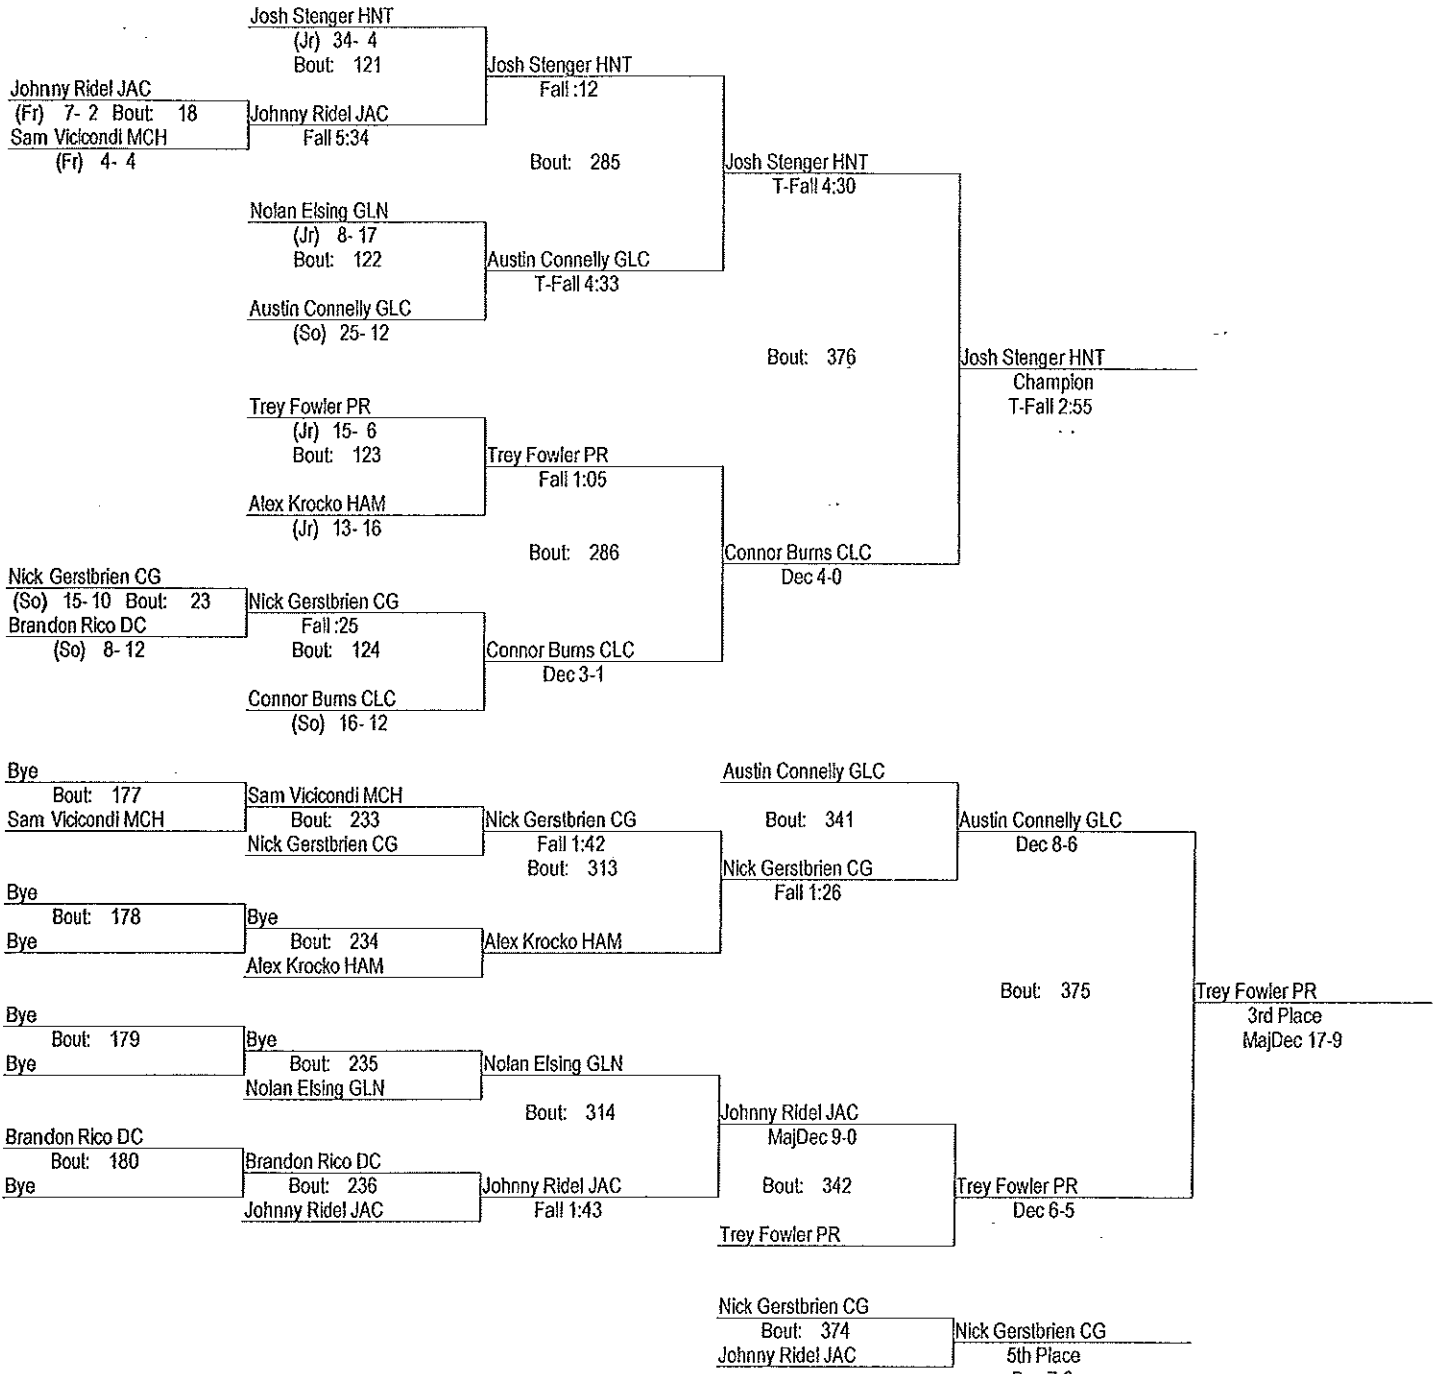 Josh Stenger HNT
(Jr) 34- 4
Bout: 121
Josh Stenger HNT
Fall :12
Johnny Ridel JAC
(Fr) 7- 2 Bout: 18
Johnny Ridel JAC
Sam Vicicondi MCH
Fall 5:34
(Fr) 4- 4
Bout: 285
Josh Stenger HNT
T-Fall 4:30
Nolan Elsing GLN
(Jr) 8- 17
Bout: 122
Austin Connelly GLC
T-Fall 4:33
Austin Connelly GLC
(So) 25- 12
Bout: 376
Josh Stenger HNT
Champion
T-Fall 2:55
Trey Fowler PR
(Jr) 15- 6
Bout: 123
Trey Fowler PR
Fall 1:05
Alex Krocko HAM
(Jr) 13- 16
Bout: 286
Connor Burns CLC
Dec 4-0
Nick Gerstbrien CG
(So) 15- 10 Bout: 23
Nick Gerstbrien CG
Brandon Rico DC
Fall :25
(So) 8- 12
Bout: 124
Connor Burns CLC
Dec 3-1
Connor Burns CLC
(So) 16- 12
Bye
Austin Connelly GLC
Bout: 177
Sam Vicicondi MCH
Sam Vicicondi MCH
Bout: 233
Nick Gerstbrien CG
Bout: 341
Austin Connelly GLC
Nick Gerstbrien CG
Fall 1:42
Dec 8-6
Bout: 313
Nick Gerstbrien CG
Fall 1:26
Bye
Bout: 178
Bye
Bye
Bout: 234
Alex Krocko HAM
Alex Krocko HAM
Bout: 375
Trey Fowler PR
3rd Place
MajDec 17-9
Bye
Bout: 179
Bye
Bye
Bout: 235
Nolan Elsing GLN
Nolan Elsing GLN
Bout: 314
Johnny Ridel JAC
MajDec 9-0
Brandon Rico DC
Bout: 180
Brandon Rico DC
Bye
Bout: 236
Johnny Ridel JAC
Bout: 342
Trey Fowler PR
Johnny Ridel JAC
Fall 1:43
Dec 6-5
Trey Fowler PR
Nick Gerstbrien CG
Bout: 374
Nick Gerstbrien CG
Johnny Ridel JAC
5th Place